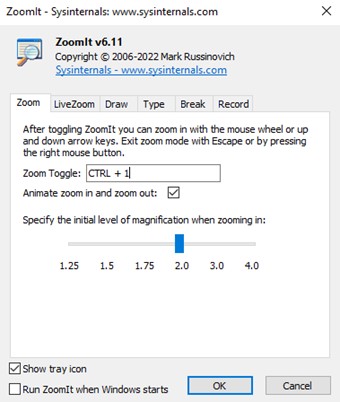 ZoomIt - Sysinternals: www.sysinternals.com
ZoomIt v6.11
Copyright © 2006-2022 Mark Russinovich
Sysinternals - www.sysinternals.com
Zoom LiveZoom Draw Type Break Record
After toggling ZoomIt you can zoom in with the mouse wheel or up
and down arrow keys. Exit zoom mode with Escape or by pressing
the right mouse button.
Zoom Toggle: CTRL + 1
Animate zoom in and zoom out:
Specify the initial level of magnification when zooming in:
1.25 1.5 1.75 2.0 3.0 4.0
Show tray icon
Run ZoomIt when Windows starts
OK Cancel